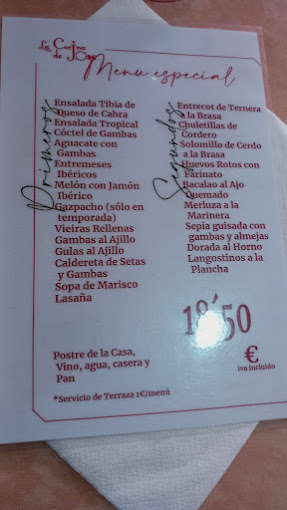 La Cocina
de Jose
Menu especial
Primeros
Ensalada Tibia de
Queso de Cabra
Ensalada Tropical
Cóctel de Gambas
Aguacate con
Gambas
Entremeses
Ibéricos
Melón con Jamón
Ibérico
Gazpacho (sólo en
temporada)
Vieiras Rellenas
Gambas al Ajillo
Gulas al Ajillo
Caldereta de Setas
y Gambas
Sopa de Marisco
Lasaña
Segundos
Entrecot de Ternera
a la Brasa
Chuletillas de
Cordero
Solomillo de Cerdo
a la Brasa
Huevos Rotos con
Farinato
Bacalao al Ajo
Quemado
Merluza a la
Marinera
Sepia guisada con
gambas y almejas
Dorada al Horno
Langostinos a la
Plancha
18'50
€
iva incluido
Postre de la Casa,
Vino, agua, casera y
Pan
*Servicio de Terraza 1€/menú